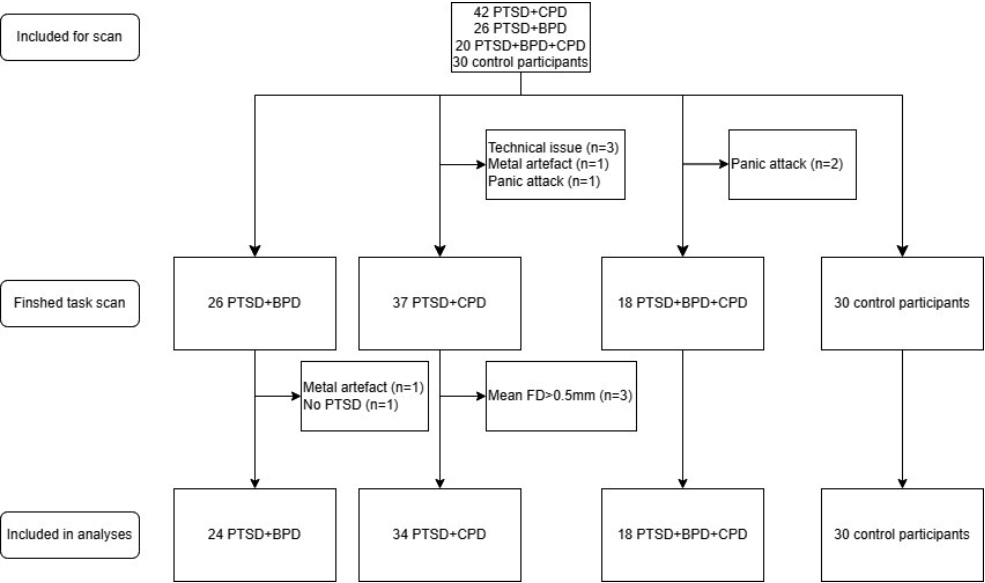 Included for scan
42 PTSD+CPD
26 PTSD+BPD
20 PTSD+BPD+CPD
30 control participants
Technical issue (n=3)
Metal artefact (n=1)
Panic attack (n=1)
Panic attack (n=2)
Finshed task scan
26 PTSD+BPD
37 PTSD+CPD
18 PTSD+BPD+CPD
30 control participants
Metal artefact (n=1)
No PTSD (n=1)
Mean FD>0.5mm (n=3)
Included in analyses
24 PTSD+BPD
34 PTSD+CPD
18 PTSD+BPD+CPD
30 control participants